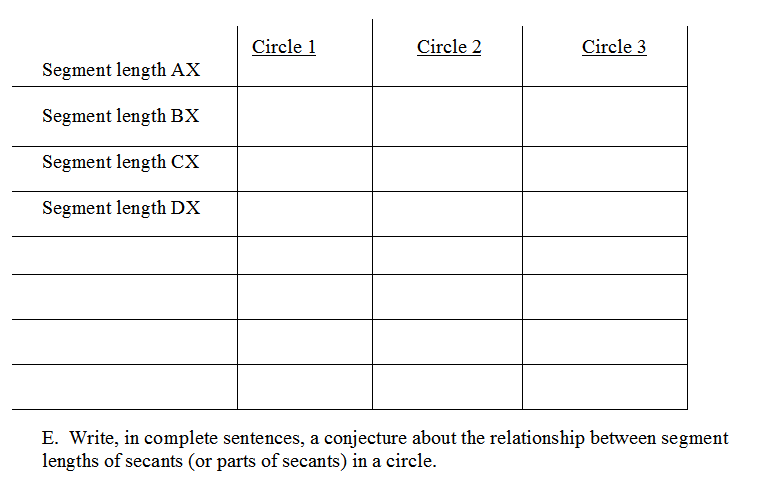 Circle 1 Circle 2 Circle 3
Segment length AX
Segment length BX
Segment length CX
Segment length DX
E. Write, in complete sentences, a conjecture about the relationship between segment
lengths of secants (or parts of secants) in a circle.